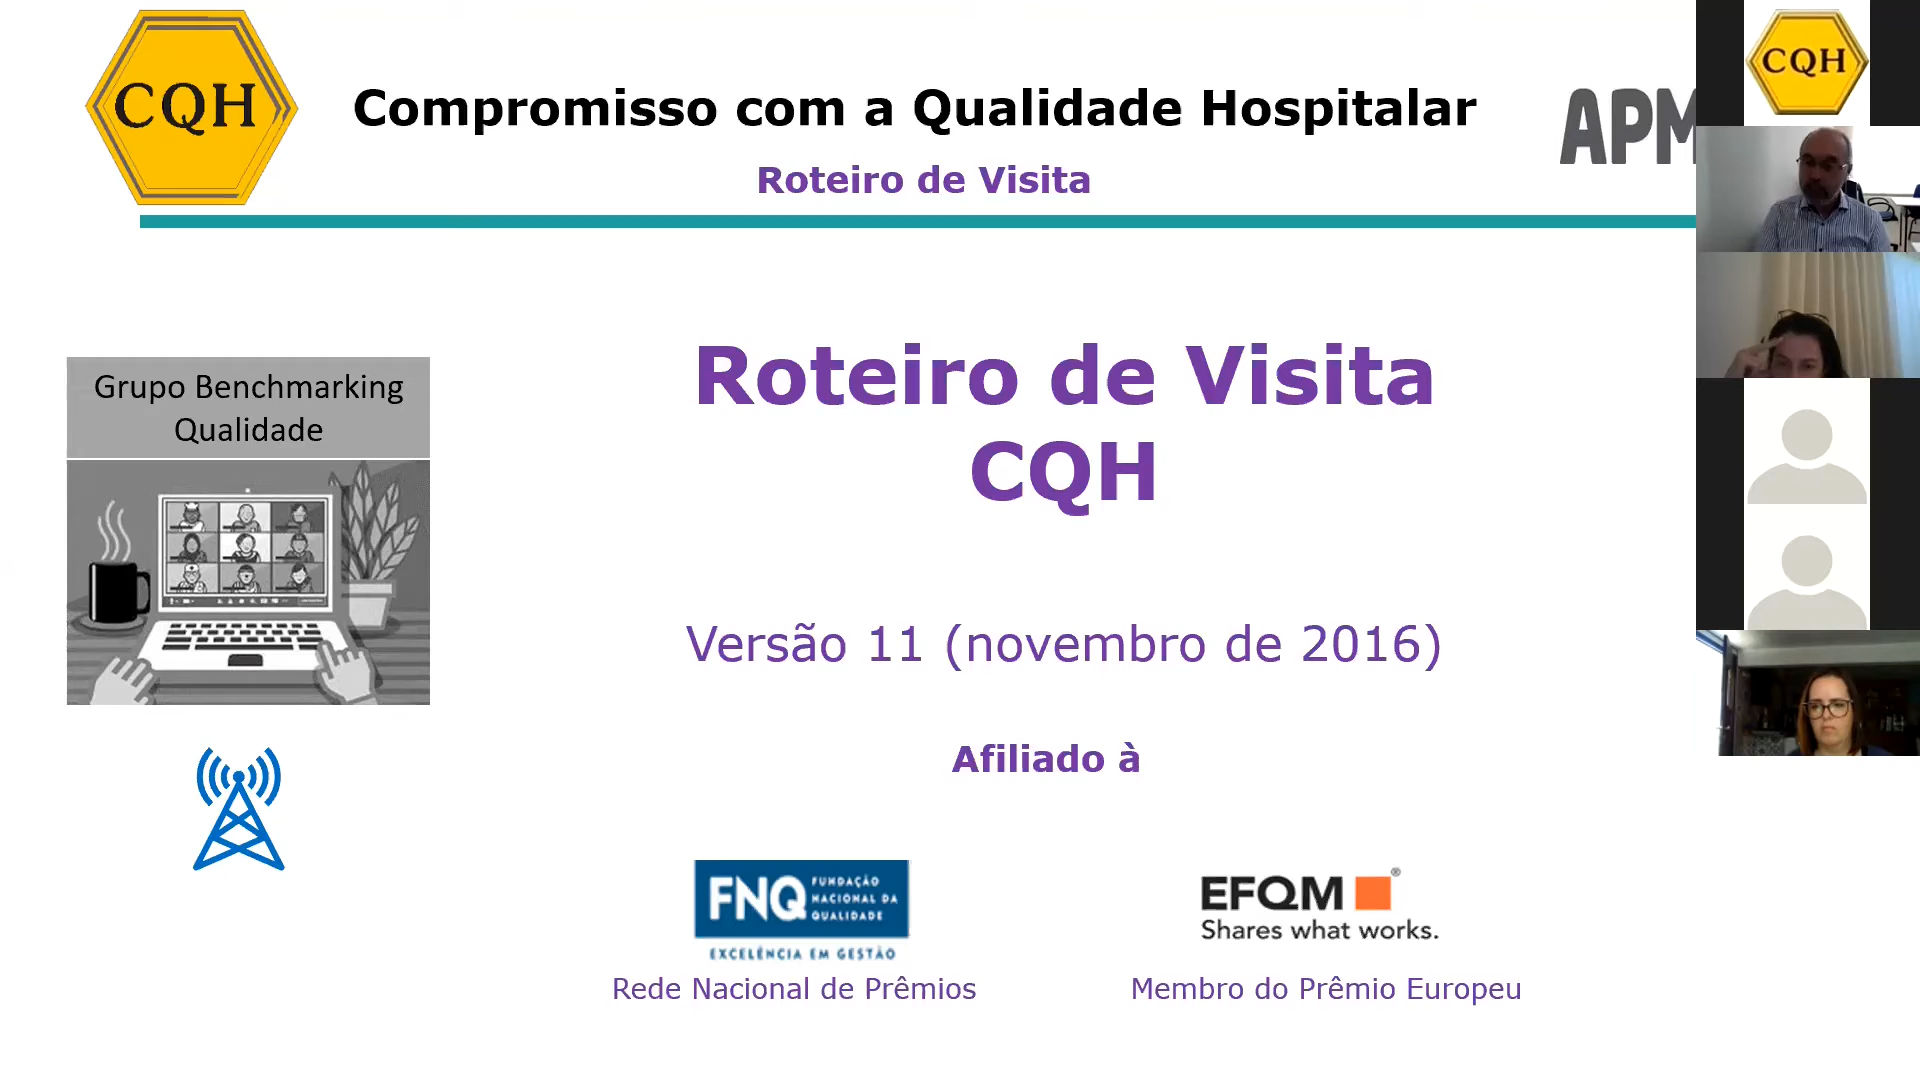 CQH
Compromisso com a Qualidade Hospitalar
APM
CQH
Roteiro de Visita
Grupo Benchmarking
Qualidade
Roteiro de Visita
CQH
Versão 11 (novembro de 2016)
Afiliado à
FNQ
FUNDAÇÃO
NACIONAL DA
QUALIDADE
EXCELÊNCIA EM GESTÃO
Rede Nacional de Prêmios
EFQM ®
Shares what works.
Membro do Prêmio Europeu